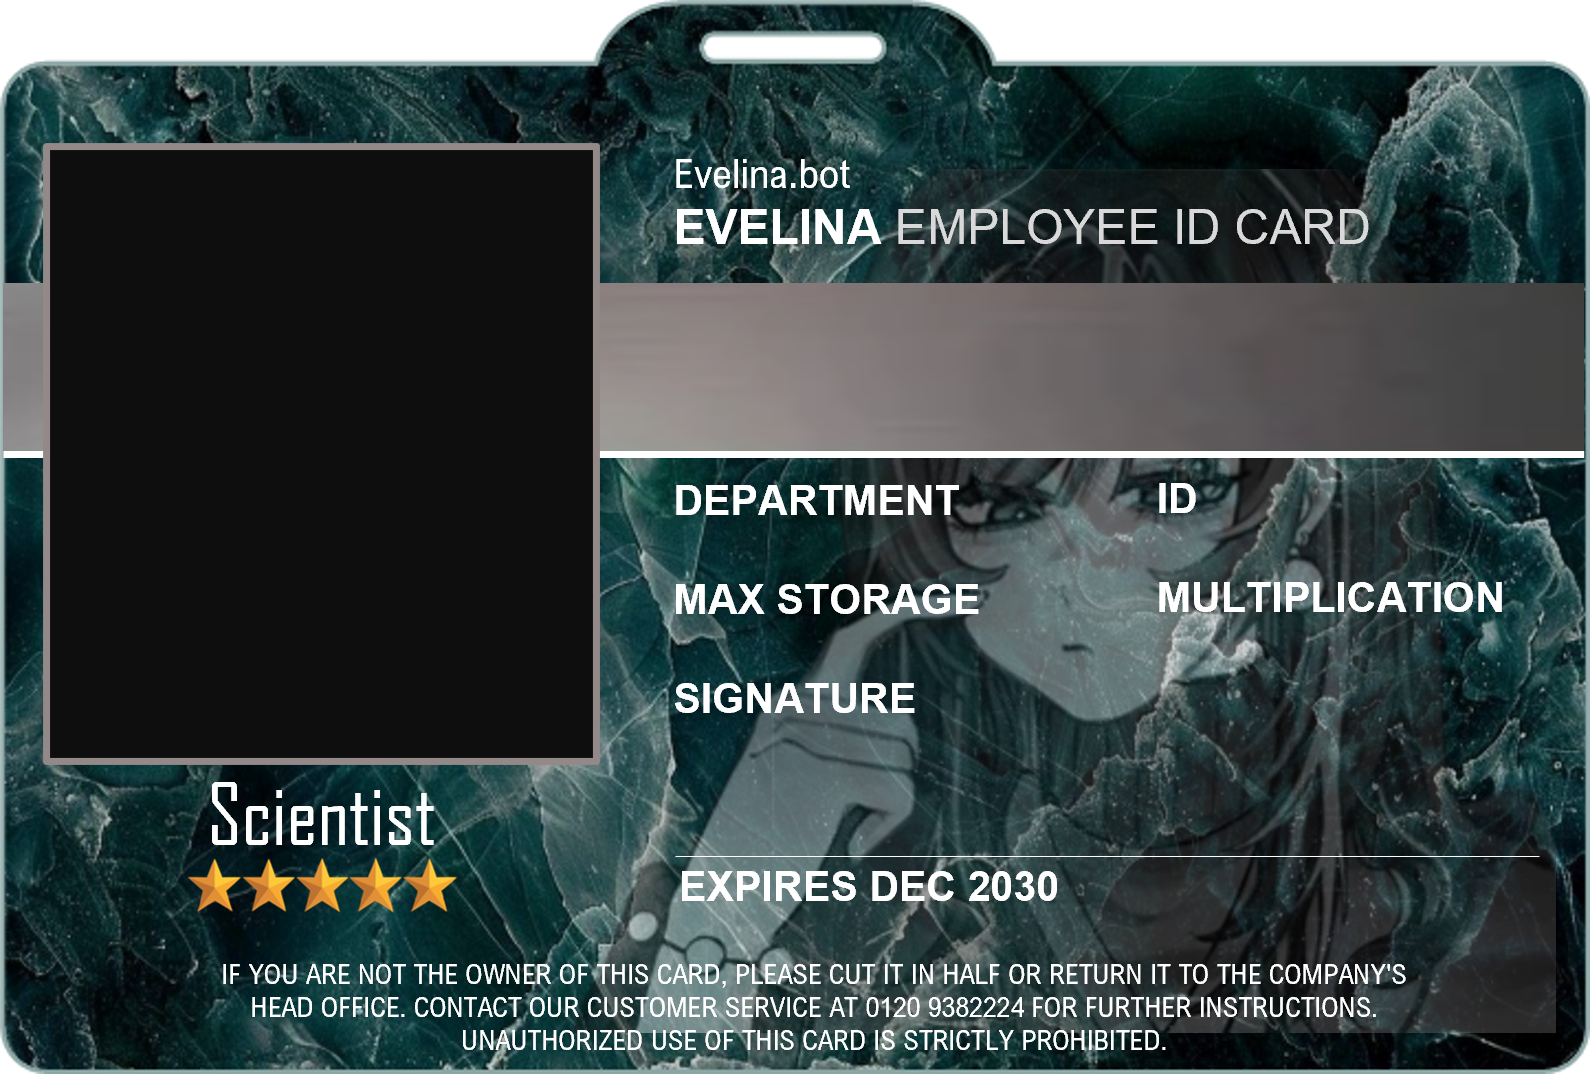 Evelina.bot
EVELINA EMPLOYEE ID CARD
DEPARTMENT
ID
MAX STORAGE
MULTIPLICATION
SIGNATURE
Scientist
EXPIRES DEC 2030
IF YOU ARE NOT THE OWNER OF THIS CARD, PLEASE CUT IT IN HALF OR RETURN IT TO THE COMPANY'S
HEAD OFFICE. CONTACT OUR CUSTOMER SERVICE AT 0120 9382224 FOR FURTHER INSTRUCTIONS.
UNAUTHORIZED USE OF THIS CARD IS STRICTLY PROHIBITED.